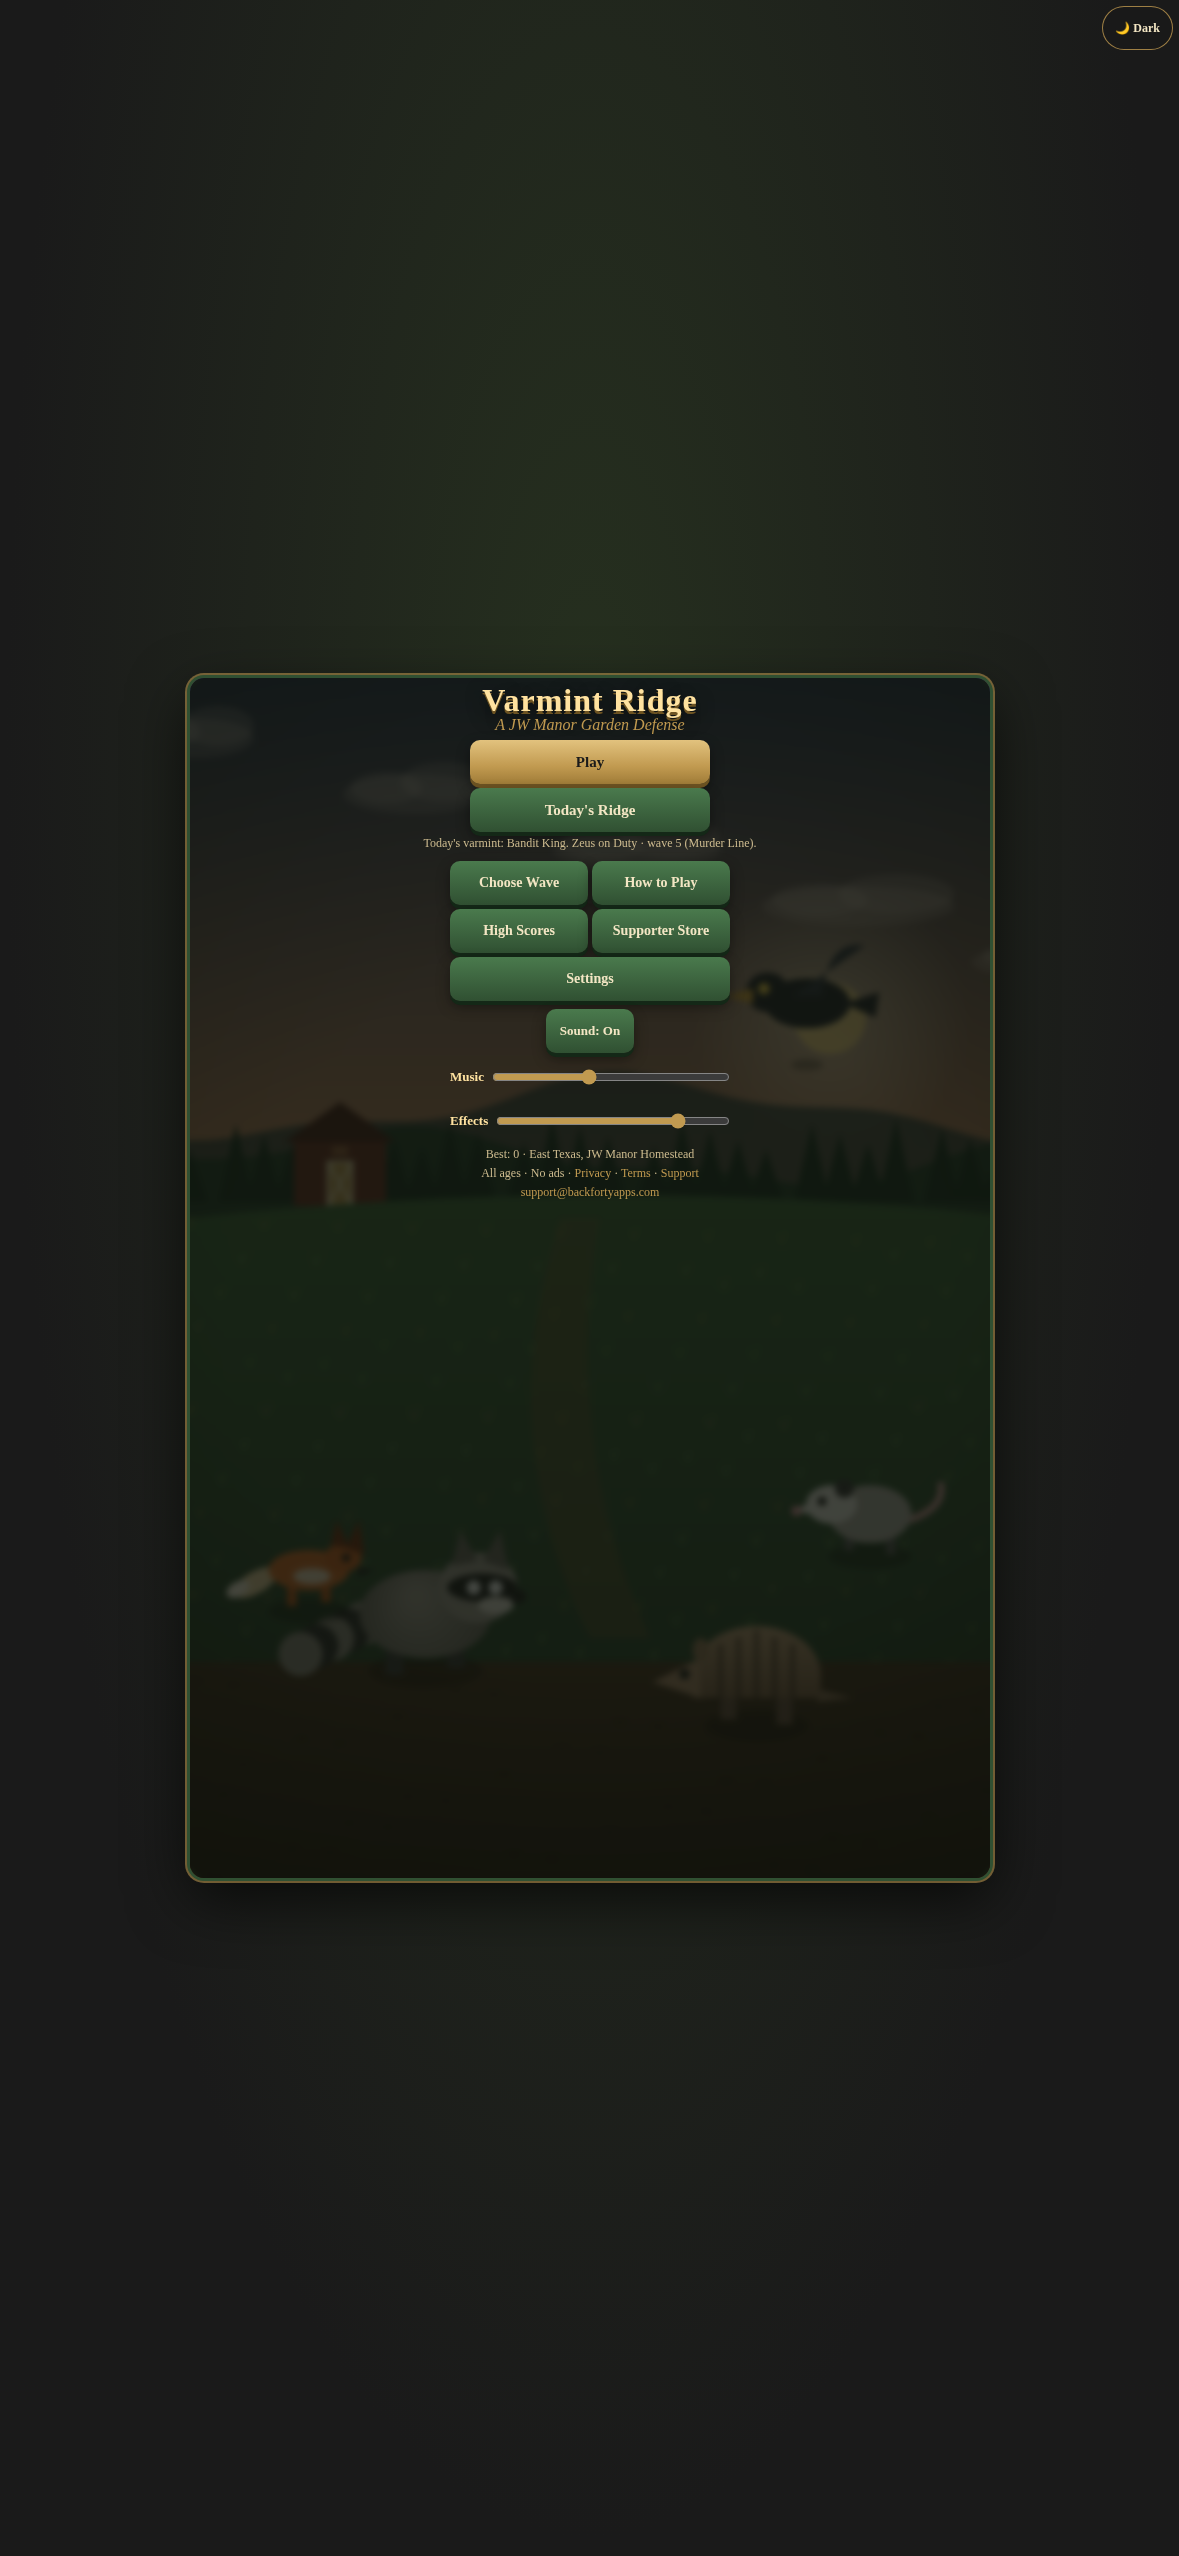 🌙 Dark
Varmint Ridge
A JW Manor Garden Defense
Play
Today's Ridge
Today's varmint: Bandit King. Zeus on Duty · wave 5 (Murder Line).
Choose Wave
How to Play
High Scores
Supporter Store
Settings
Sound: On
Music
Effects
Best: 0 · East Texas, JW Manor Homestead
All ages · No ads · Privacy · Terms · Support
support@backfortyapps.com